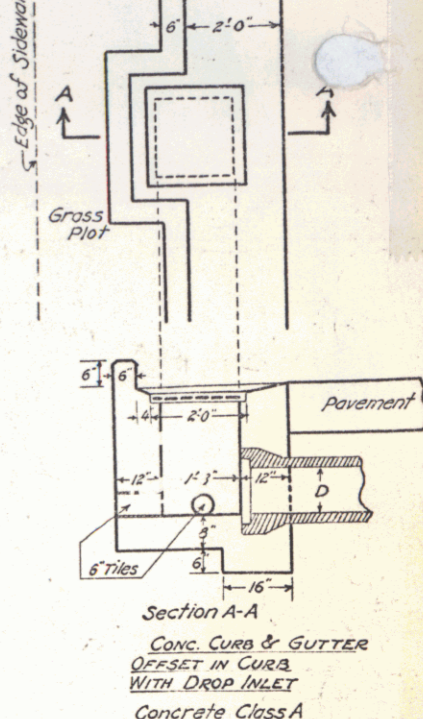 6" 2'-0"
Edge of Sidewa
A A
Grass
Plot
6" 6"
4 2'-0"
Pavement
12" 1'-3" 12" D
8"
6" Tiles 6"
16"
Section A-A
CONC. CURB & GUTTER
OFFSET IN CURB
WITH DROP INLET
Concrete Class A